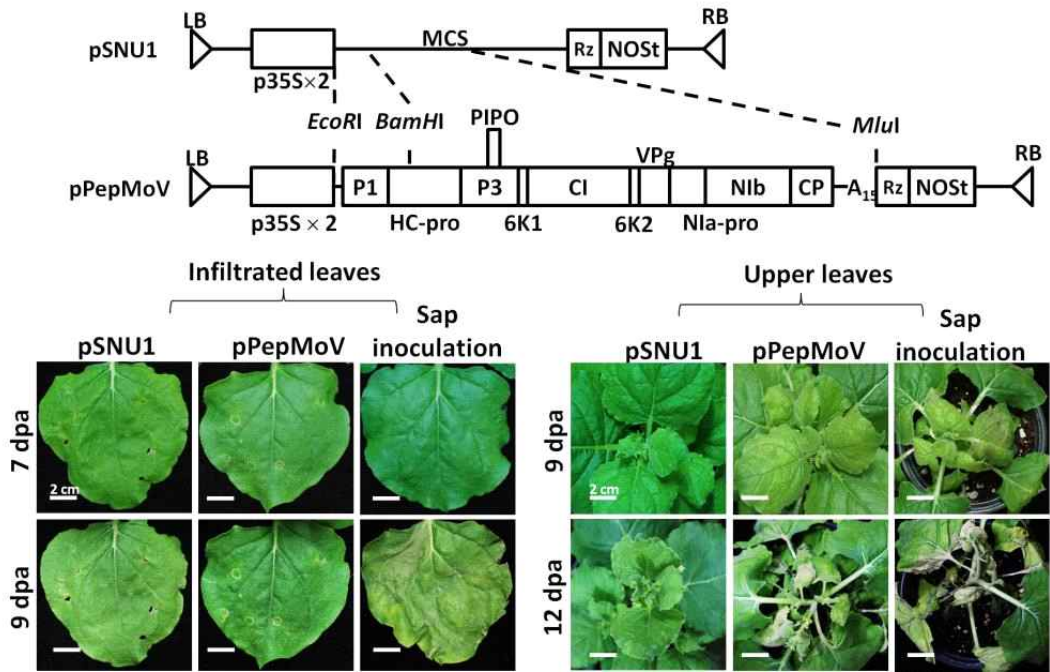 LB RB
pSNU1 MCS Rz NOSt
p35S×2
EcoRI BamHI PIPO MluI
LB VPg RB
pPepMoV P1 P3 CI NIb CP A15 Rz NOSt
p35S × 2 HC-pro 6K1 6K2 NIa-pro
Infiltrated leaves
pSNU1 pPepMoV Sap inoculation
7 dpa
2 cm
9 dpa
Upper leaves
pSNU1 pPepMoV Sap inoculation
9 dpa
2 cm
12 dpa